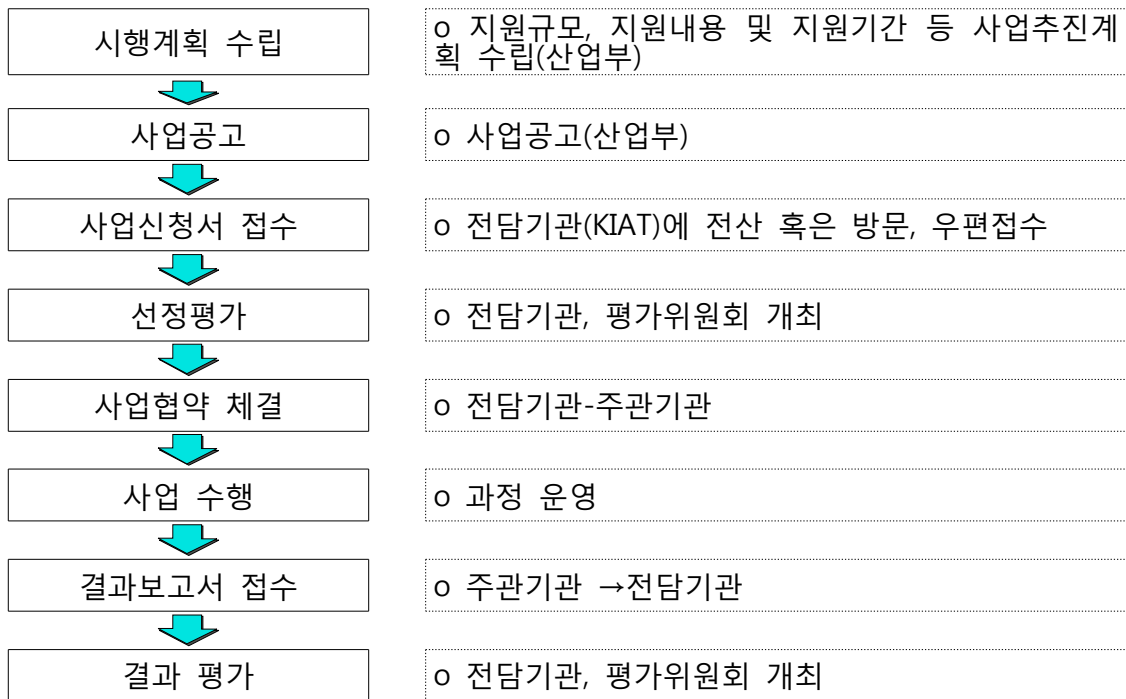 시행계획 수립
o 지원규모, 지원내용 및 지원기간 등 사업추진계
획 수립(산업부)
사업공고
o 사업공고(산업부)
사업신청서 접수
o 전담기관(KIAT)에 전산 혹은 방문, 우편접수
선정평가
o 전담기관, 평가위원회 개최
사업협약 체결
o 전담기관-주관기관
사업 수행
o 과정 운영
결과보고서 접수
o 주관기관 →전담기관
결과 평가
o 전담기관, 평가위원회 개최